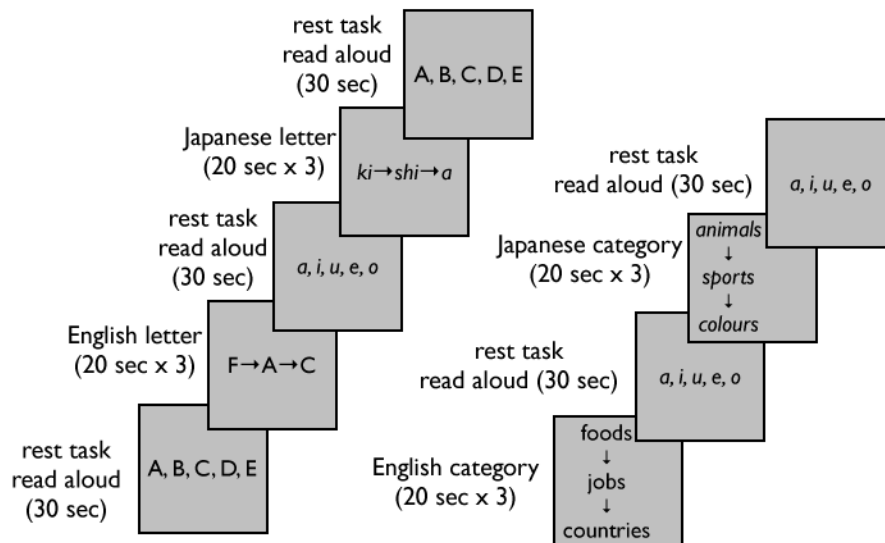 rest task
read aloud
(30 sec)
A, B, C, D, E
Japanese letter
(20 sec x 3)
ki→shi→a
rest task
read aloud
(30 sec)
a, i, u, e, o
English letter
(20 sec x 3)
F→A→C
rest task
read aloud
(30 sec)
A, B, C, D, E
rest task
read aloud (30 sec)
a, i, u, e, o
Japanese category
(20 sec x 3)
animals
↓
sports
↓
colours
rest task
read aloud (30 sec)
a, i, u, e, o
English category
(20 sec x 3)
foods
↓
jobs
↓
countries